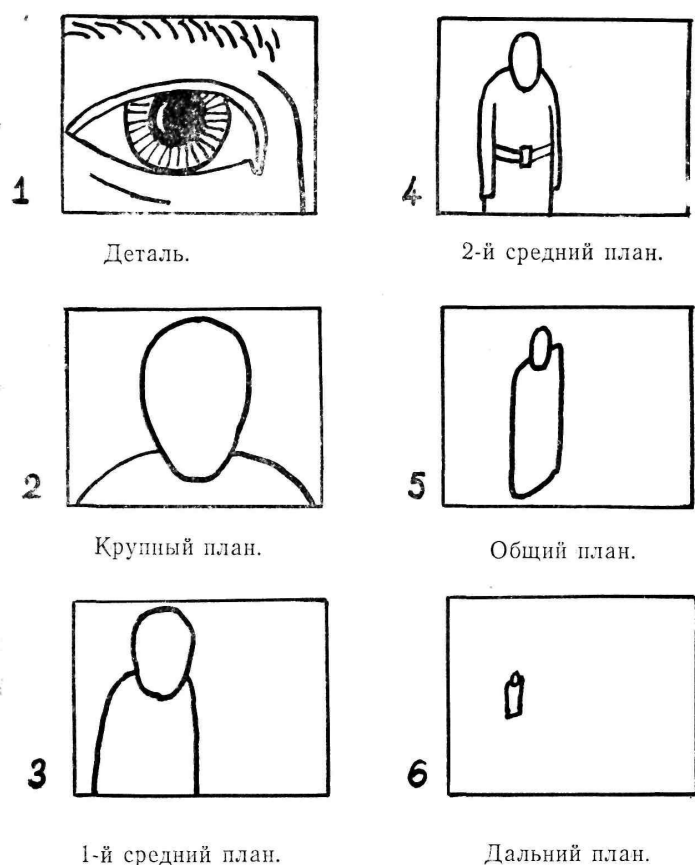 1
Деталь.
2
Крупный план.
3
1-й средний план.
4
2-й средний план.
5
Общий план.
6
Дальний план.